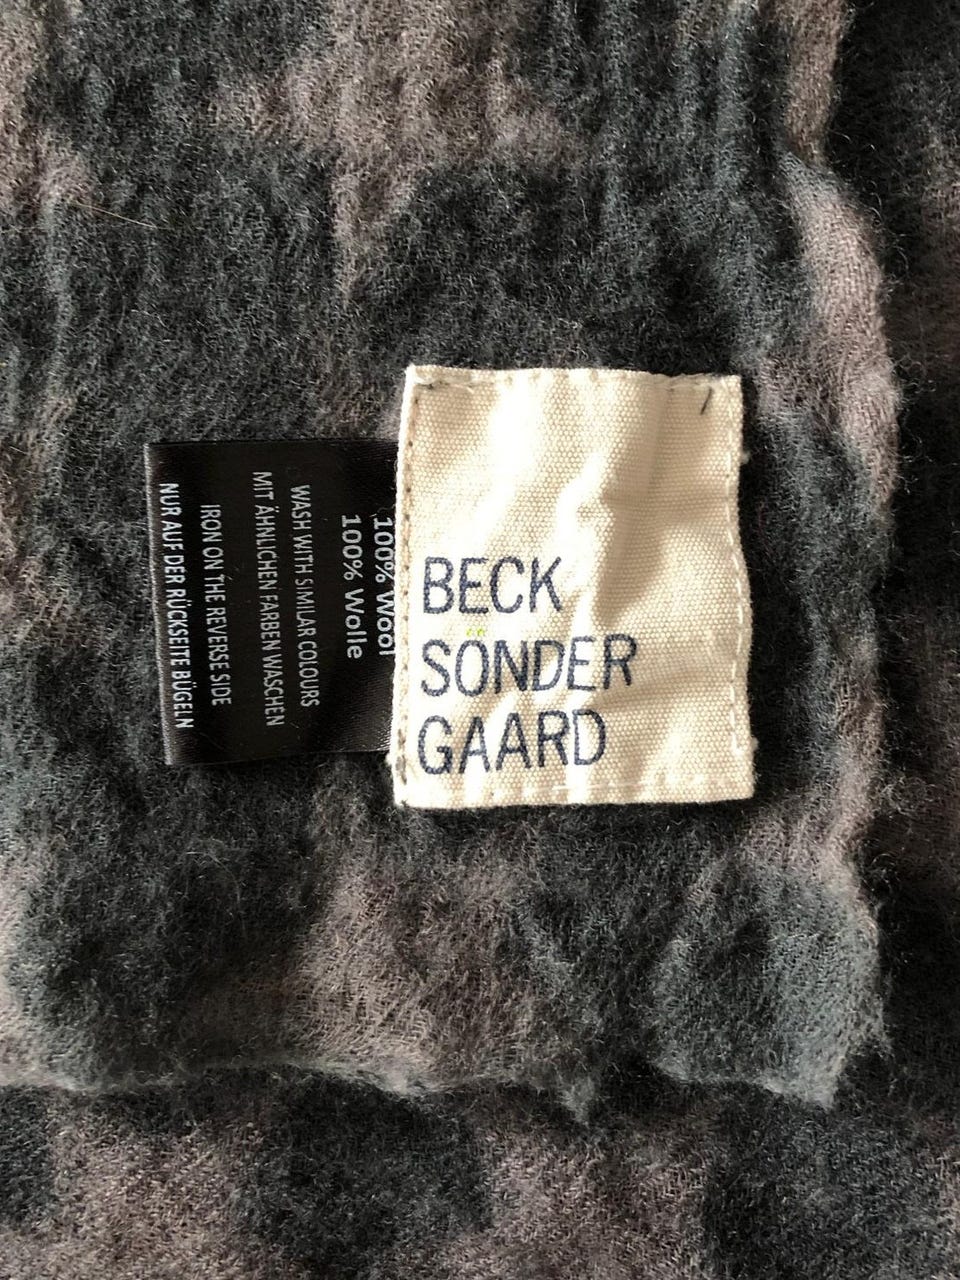 BECK
SÖNDER
GAARD
100% Wool
100% Wolle
WASH WITH SIMILAR COLOURS
MIT ÄHNLICHEN FARBEN WASCHEN
IRON ON THE REVERSE SIDE
NUR AUF DER RÜCKSEITE BÜGELN